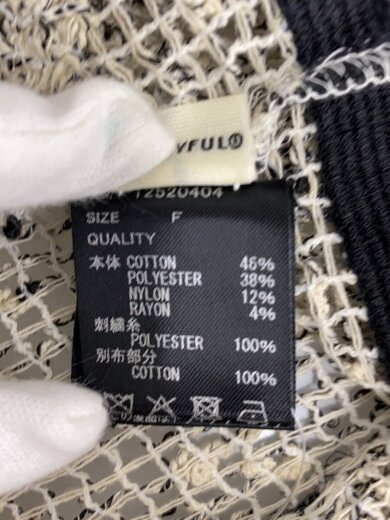 YFUL®
12520404
SIZE F
QUALITY
本体 COTTON 46%
POLYESTER 38%
NYLON 12%
RAYON 4%
刺繍糸
POLYESTER 100%
別布部分
COTTON 100%